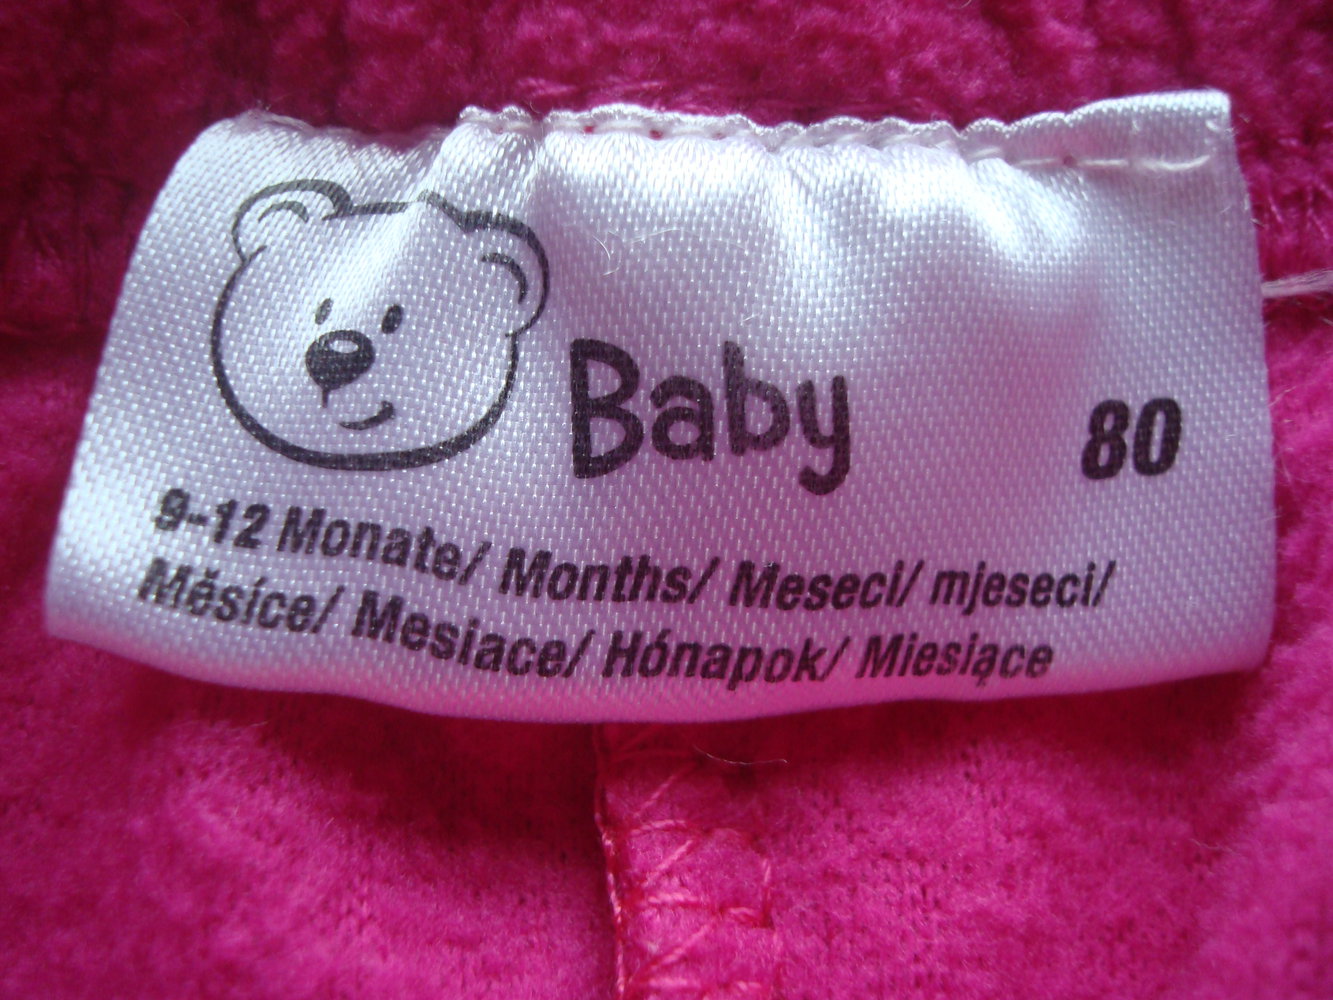 Baby
80
9-12 Monate/ Months/ Meseci/ mjeseci/
Měsíce/ Mesiace/ Hónapok/ Miesiące